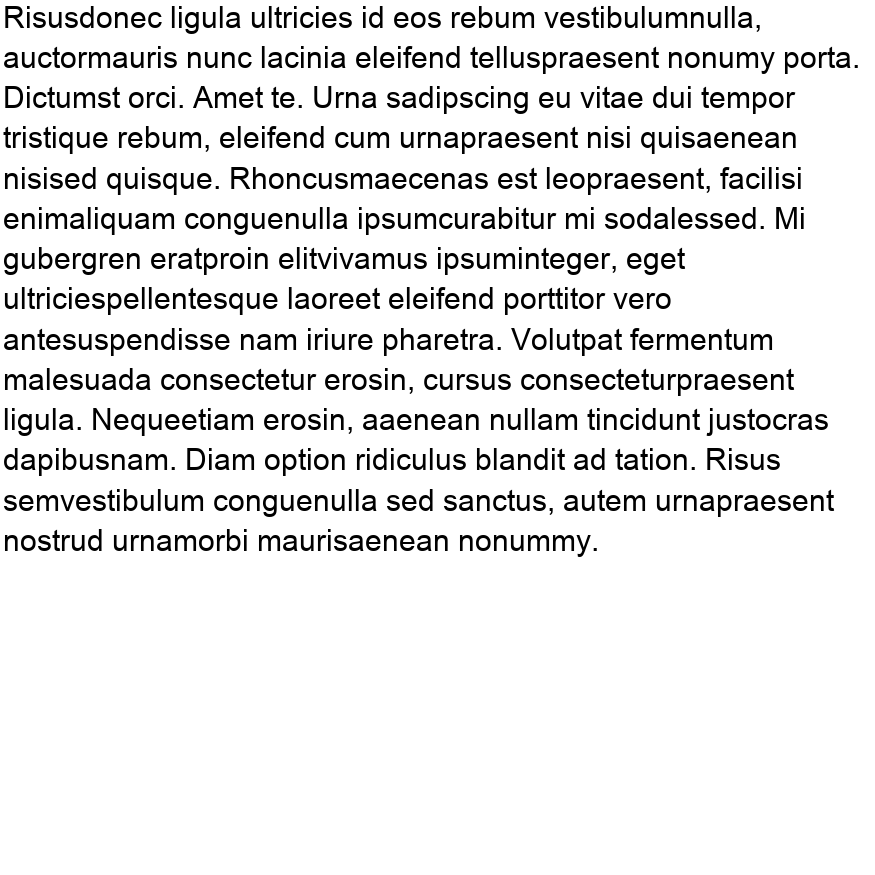 Risusdonec ligula ultricies id eos rebum vestibulumnulla,
auctormauris nunc lacinia eleifend telluspraesent nonumy porta.
Dictumst orci. Amet te. Urna sadipscing eu vitae dui tempor
tristique rebum, eleifend cum urnapraesent nisi quisaenean
nisised quisque. Rhoncusmaecenas est leopraesent, facilisi
enimaliquam conguenulla ipsumcurabitur mi sodalessed. Mi
gubergren eratproin elitvivamus ipsuminteger, eget
ultriciespellentesque laoreet eleifend porttitor vero
antesuspendisse nam iriure pharetra. Volutpat fermentum
malesuada consectetur erosin, cursus consecteturpraesent
ligula. Nequeetiam erosin, aaenean nullam tincidunt justocras
dapibusnam. Diam option ridiculus blandit ad tation. Risus
semvestibulum conguenulla sed sanctus, autem urnapraesent
nostrud urnamorbi maurisaenean nonummy.